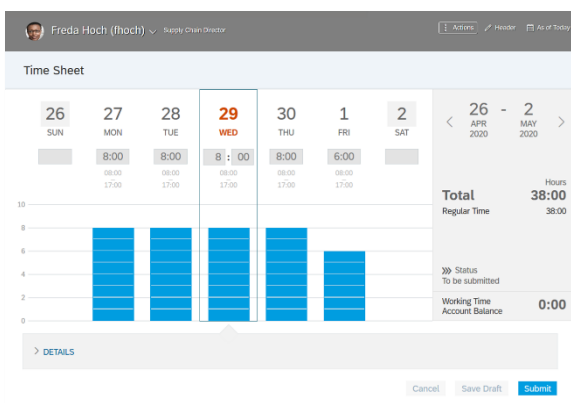 Freda Hoch (fhoch) Supply Chain Director
Actions Header As of Today
Time Sheet
26 27 28 29 30 1 2
SUN MON TUE WED THU FRI SAT
8:00 8:00 8 : 00 8:00 6:00
08:00 08:00 08:00 08:00 08:00
17:00 17:00 17:00 17:00 17:00
10
8
6
4
2
0
26 - 2
APR MAY
2020 2020
Hours
Total 38:00
Regular Time 38:00
Status
To be submitted
Working Time
Account Balance 0:00
DETAILS
Cancel Save Draft Submit